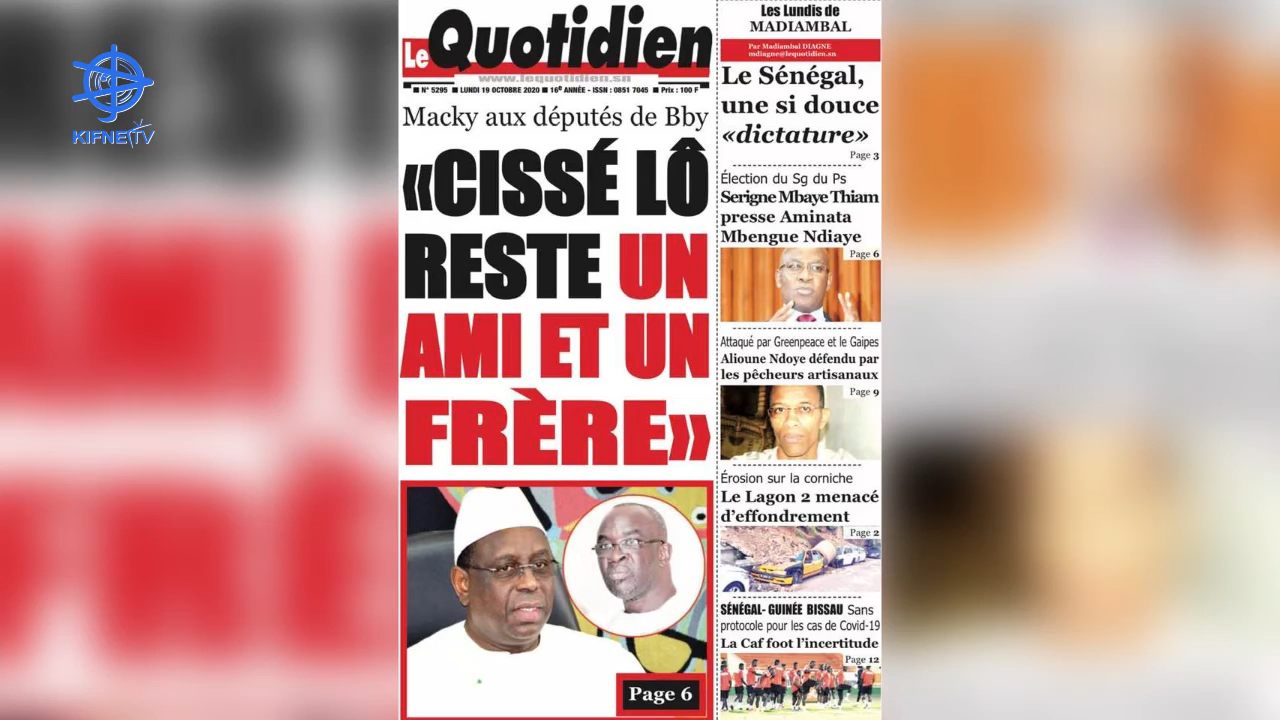 KIFNE TV
Le Quotidien
www.lequotidien.sn
N° 5295 ■ LUNDI 19 OCTOBRE 2020 ■ 16e ANNÉE - ISSN : 0851 7045 ■ Prix : 100 F
Macky aux députés de Bby
«CISSÉ LÔ
RESTE UN
AMI ET UN
FRÈRE»
Page 6
Les Lundis de
MADIAMBAL
Par Madiambal DIAGNE
mdiagne@lequotidien.sn
Le Sénégal,
une si douce
«dictature»
Page 3
Élection du Sg du Ps
Serigne Mbaye Thiam
presse Aminata
Mbengue Ndiaye
Page 6
Attaqué par Greenpeace et le Gaipes
Alioune Ndoye défendu par
les pêcheurs artisanaux
Page 9
Érosion sur la corniche
Le Lagon 2 menacé
d'effondrement
Page 2
SÉNÉGAL- GUINÉE BISSAU Sans
protocole pour les cas de Covid-19
La Caf foot l'incertitude
Page 12